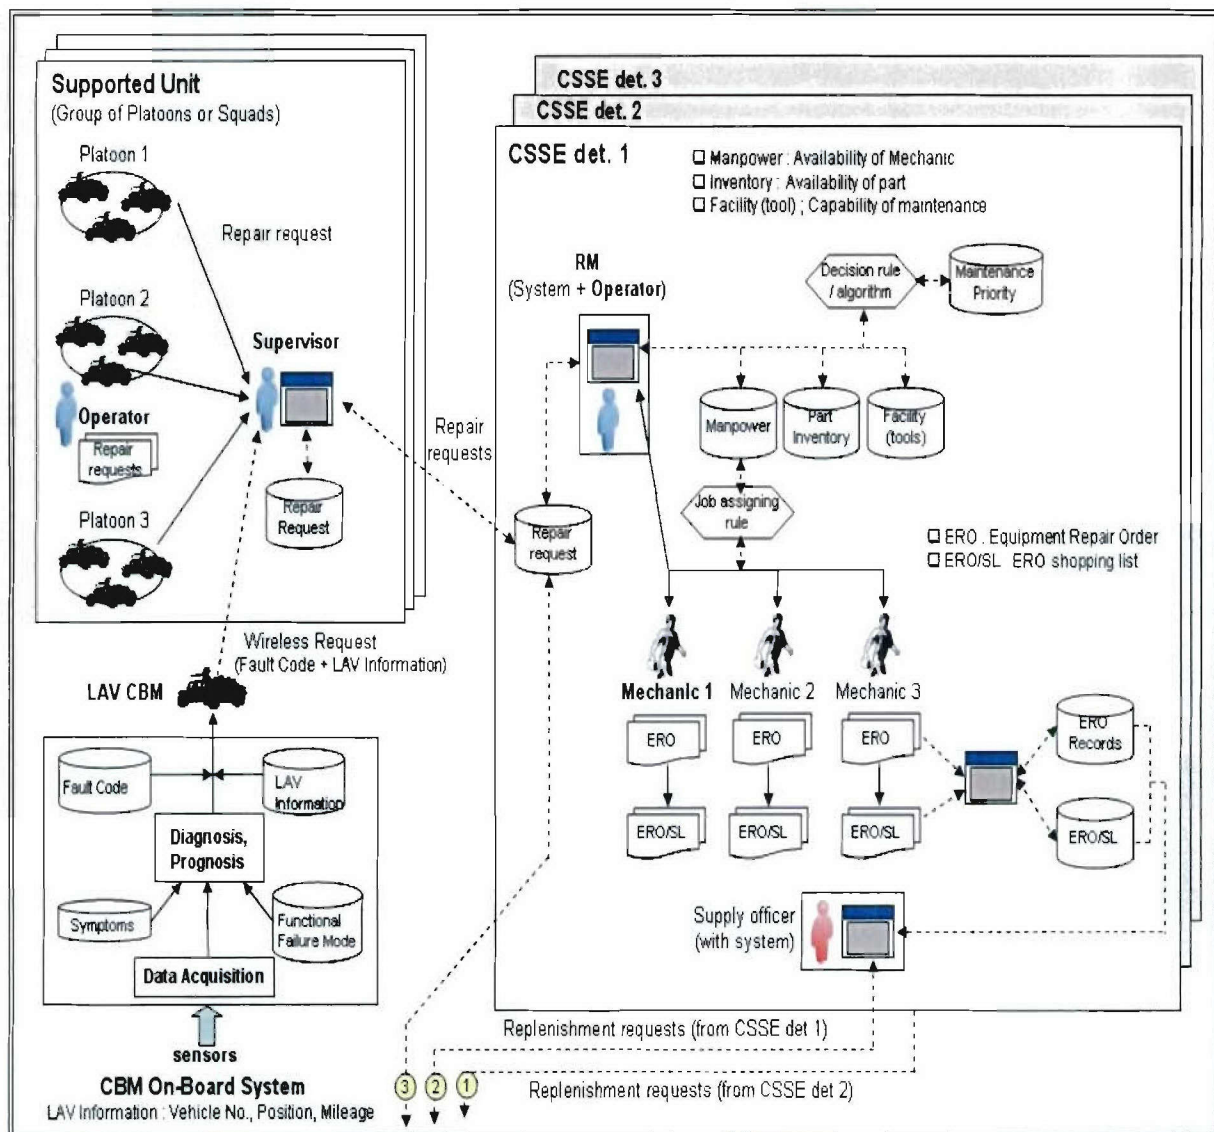 Supported Unit
(Group of Platoons or Squads)
Platoon 1
Repair request
Platoon 2
Supervisor
Operator
Repair
requests
Repair
Request
Platoon 3
Wireless Request
(Fault Code + LAV Information)
LAV CBM
Fault Code
LAV
Information
Diagnosis,
Prognosis
Symptoms
Functional
Failure Mode
Data Acquisition
sensors
CBM On-Board System
LAV Information : Vehicle No., Position, Mileage
Repair
requests
CSSE det. 3
CSSE det. 2
CSSE det. 1
❑ Manpower : Availability of Mechanic
❑ Inventory : Availability of part
❑ Facility (tool) ; Capability of maintenance
RM
(System + Operator)
Decision rule
/ algorithm
Maintenance
Priority
Manpower
Part
Inventory
Facility
(tools)
Job assigning
rule
Repair
request
❑ ERO . Equipment Repair Order
❑ ERO/SL ERO shopping list
Mechanic 1
Mechanic 2
Mechanic 3
ERO
ERO
ERO
ERO
Records
ERO/SL
ERO/SL
ERO/SL
ERO/SL
Supply officer
(with system)
Replenishment requests (from CSSE det 1)
3
2
1
Replenishment requests (from CSSE det 2)